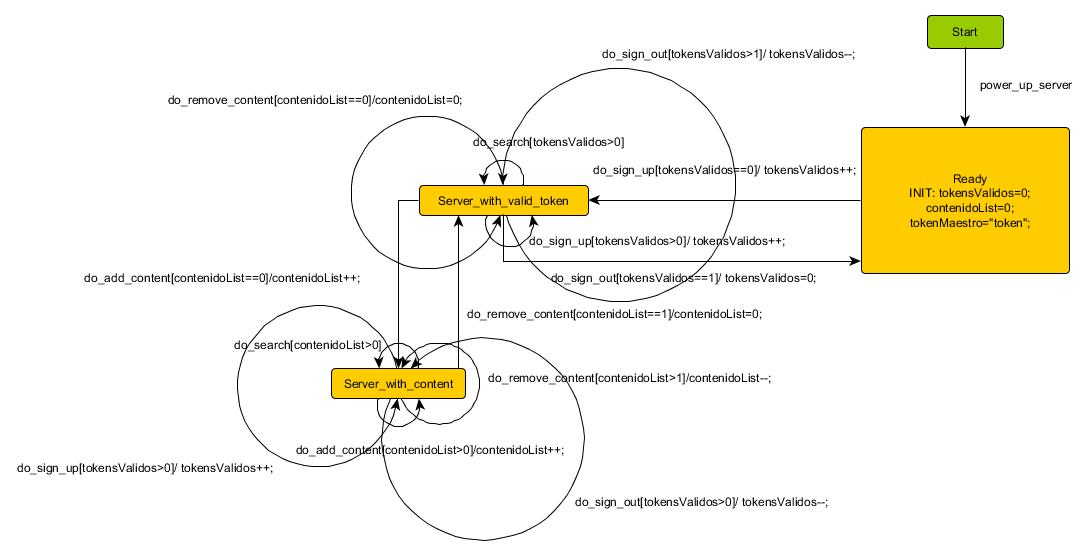 Start
do_sign_out[tokensValidos>1]/ tokensValidos--;
power_up_server
do_remove_content[contenidoList==0]/contenidoList=0;
do_search[tokensValidos>0]
do_sign_up[tokensValidos==0]/ tokensValidos++;
Ready
INIT: tokensValidos=0;
contenidoList=0;
tokenMaestro="token";
Server_with_valid_token
do_sign_up[tokensValidos>0]/ tokensValidos++;
do_sign_out[tokensValidos==1]/ tokensValidos=0;
do_add_content[contenidoList==0]/contenidoList++;
do_remove_content[contenidoList==1]/contenidoList=0;
do_search[contenidoList>0]
Server_with_content
do_remove_content[contenidoList>1]/contenidoList--;
do_add_content[contenidoList>0]/contenidoList++;
do_sign_up[tokensValidos>0]/ tokensValidos++;
do_sign_out[tokensValidos>0]/ tokensValidos--;